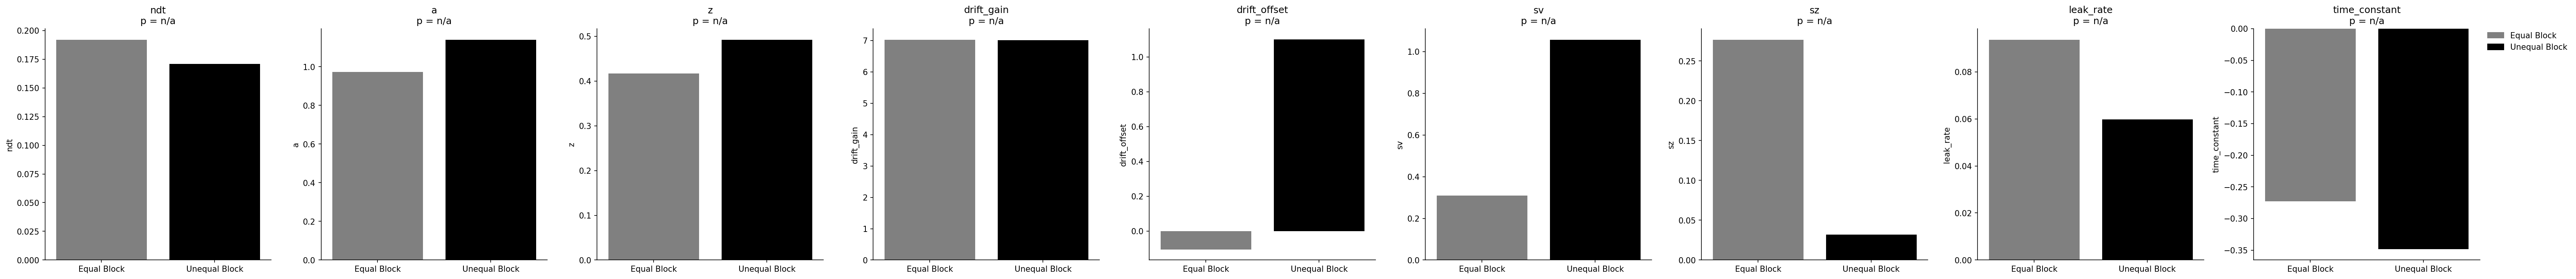 ndt
p = n/a
0.200
0.175
0.150
0.125
0.100
0.075
0.050
0.025
0.000
ndt
Equal Block
Unequal Block
a
p = n/a
1.0
0.8
0.6
0.4
0.2
0.0
a
Equal Block
Unequal Block
z
p = n/a
0.5
0.4
0.3
0.2
0.1
0.0
z
Equal Block
Unequal Block
drift_gain
p = n/a
7
6
5
4
3
2
1
0
drift_gain
Equal Block
Unequal Block
drift_offset
p = n/a
1.0
0.8
0.6
0.4
0.2
0.0
drift_offset
Equal Block
Unequal Block
sv
p = n/a
1.0
0.8
0.6
0.4
0.2
0.0
sv
Equal Block
Unequal Block
sz
p = n/a
0.25
0.20
0.15
0.10
0.05
0.00
sz
Equal Block
Unequal Block
leak_rate
p = n/a
0.08
0.06
0.04
0.02
0.00
leak_rate
Equal Block
Unequal Block
time_constant
p = n/a
0.00
−0.05
−0.10
−0.15
−0.20
−0.25
−0.30
−0.35
time_constant
Equal Block
Unequal Block
Equal Block
Unequal Block